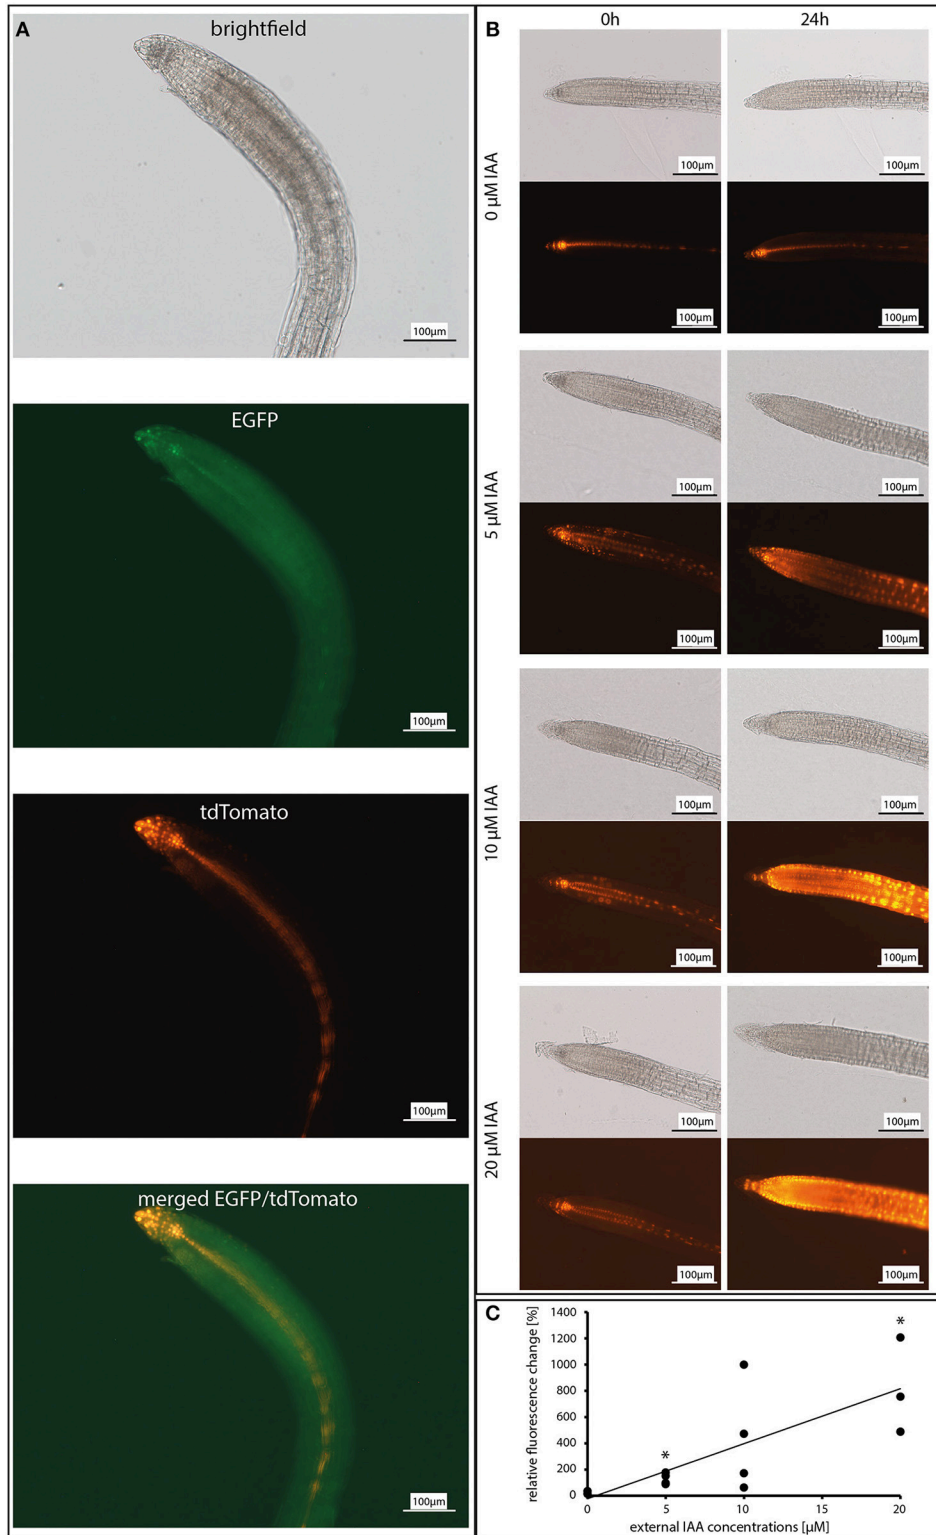 A
brightfield
100µm
EGFP
100µm
tdTomato
100µm
merged EGFP/tdTomato
100µm
B
0h
24h
0 µM IAA
100µm
100µm
100µm
100µm
5 µM IAA
100µm
100µm
100µm
100µm
10 µM IAA
100µm
100µm
100µm
100µm
20 µM IAA
100µm
100µm
100µm
100µm
C
relative fluorescence change [%]
1400
1200
1000
800
600
400
200
0
*
*
0
5
10
15
20
external IAA concentrations [µM]